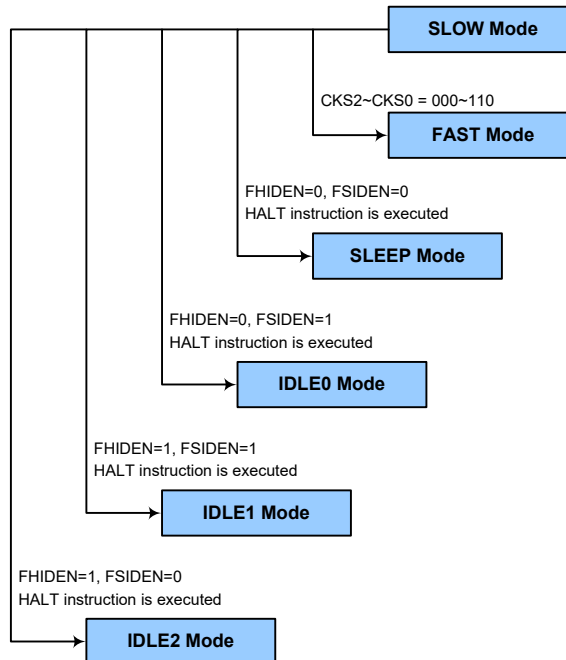 SLOW Mode
CKS2~CKS0 = 000~110
FAST Mode
FHIDEN=0, FSIDEN=0
HALT instruction is executed
SLEEP Mode
FHIDEN=0, FSIDEN=1
HALT instruction is executed
IDLE0 Mode
FHIDEN=1, FSIDEN=1
HALT instruction is executed
IDLE1 Mode
FHIDEN=1, FSIDEN=0
HALT instruction is executed
IDLE2 Mode